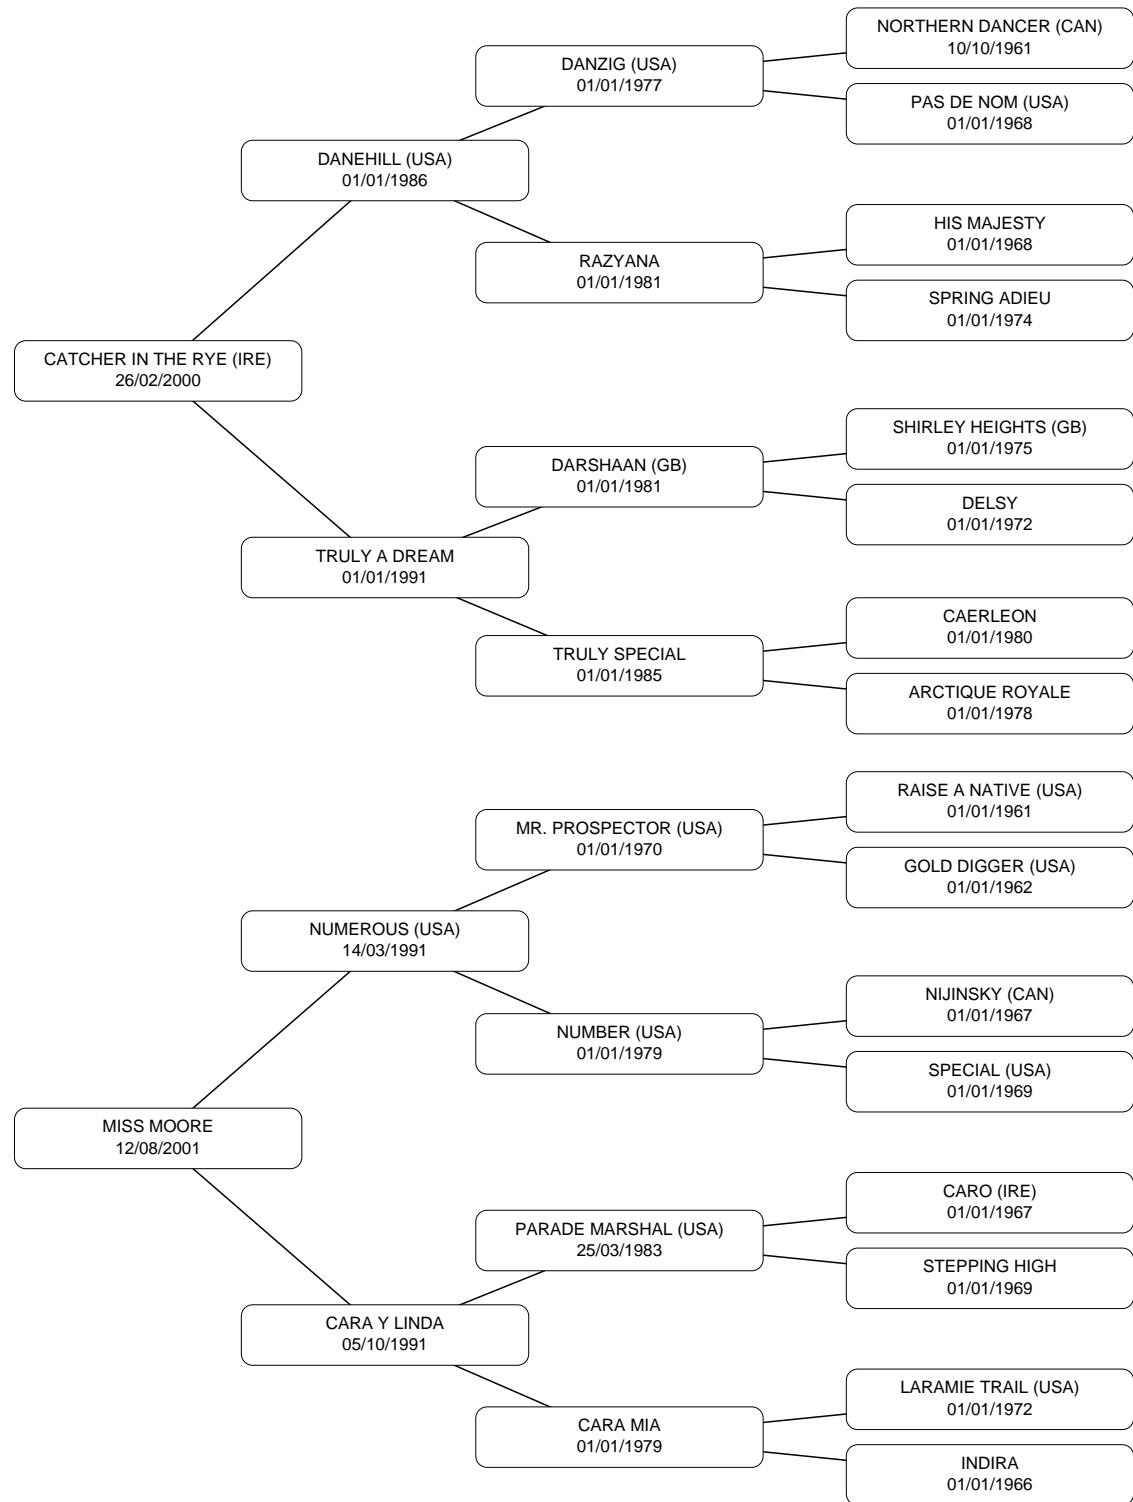 NORTHERN DANCER (CAN)
10/10/1961
DANZIG (USA)
01/01/1977
PAS DE NOM (USA)
01/01/1968
DANEHILL (USA)
01/01/1986
HIS MAJESTY
01/01/1968
RAZYANA
01/01/1981
SPRING ADIEU
01/01/1974
CATCHER IN THE RYE (IRE)
26/02/2000
SHIRLEY HEIGHTS (GB)
01/01/1975
DARSHAAN (GB)
01/01/1981
DELSY
01/01/1972
TRULY A DREAM
01/01/1991
CAERLEON
01/01/1980
TRULY SPECIAL
01/01/1985
ARCTIQUE ROYALE
01/01/1978
RAISE A NATIVE (USA)
01/01/1961
MR. PROSPECTOR (USA)
01/01/1970
GOLD DIGGER (USA)
01/01/1962
NUMEROUS (USA)
14/03/1991
NIJINSKY (CAN)
01/01/1967
NUMBER (USA)
01/01/1979
SPECIAL (USA)
01/01/1969
MISS MOORE
12/08/2001
CARO (IRE)
01/01/1967
PARADE MARSHAL (USA)
25/03/1983
STEPPING HIGH
01/01/1969
CARA Y LINDA
05/10/1991
LARAMIE TRAIL (USA)
01/01/1972
CARA MIA
01/01/1979
INDIRA
01/01/1966